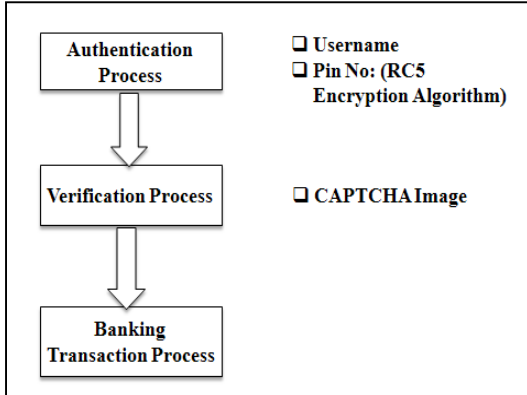 Authentication
Process
❑ Username
❑ Pin No: (RC5
Encryption Algorithm)
Verification Process
❑ CAPTCHA Image
Banking
Transaction Process